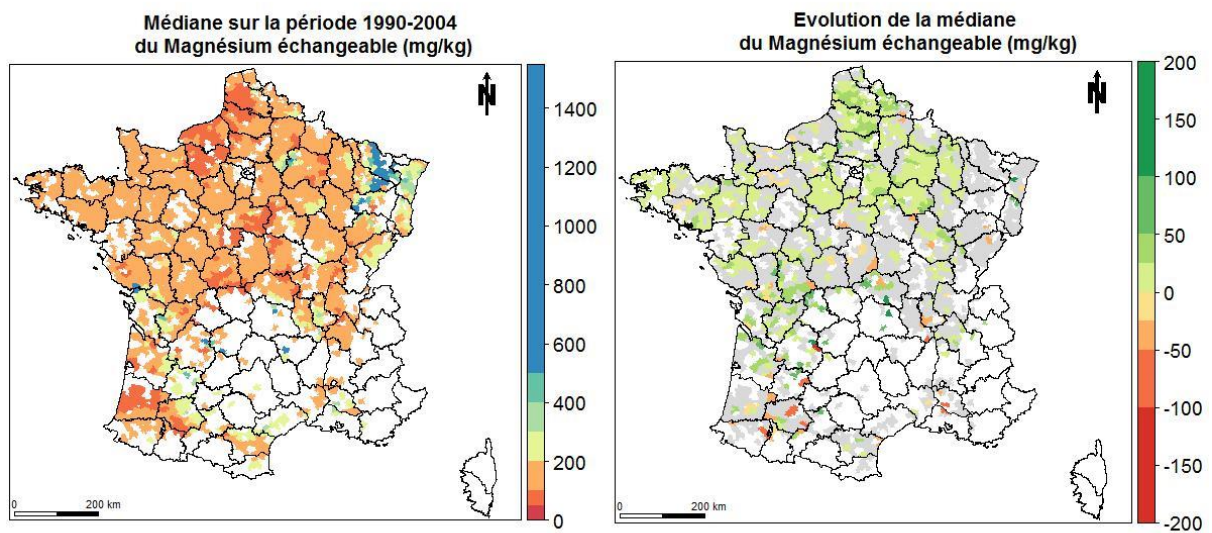 Médiane sur la période 1990-2004
du Magnésium échangeable (mg/kg)
N
1400
1200
1000
800
600
400
200
0
0 200 km
Evolution de la médiane
du Magnésium échangeable (mg/kg)
N
200
150
100
50
0
-50
-100
-150
-200
0 200 km